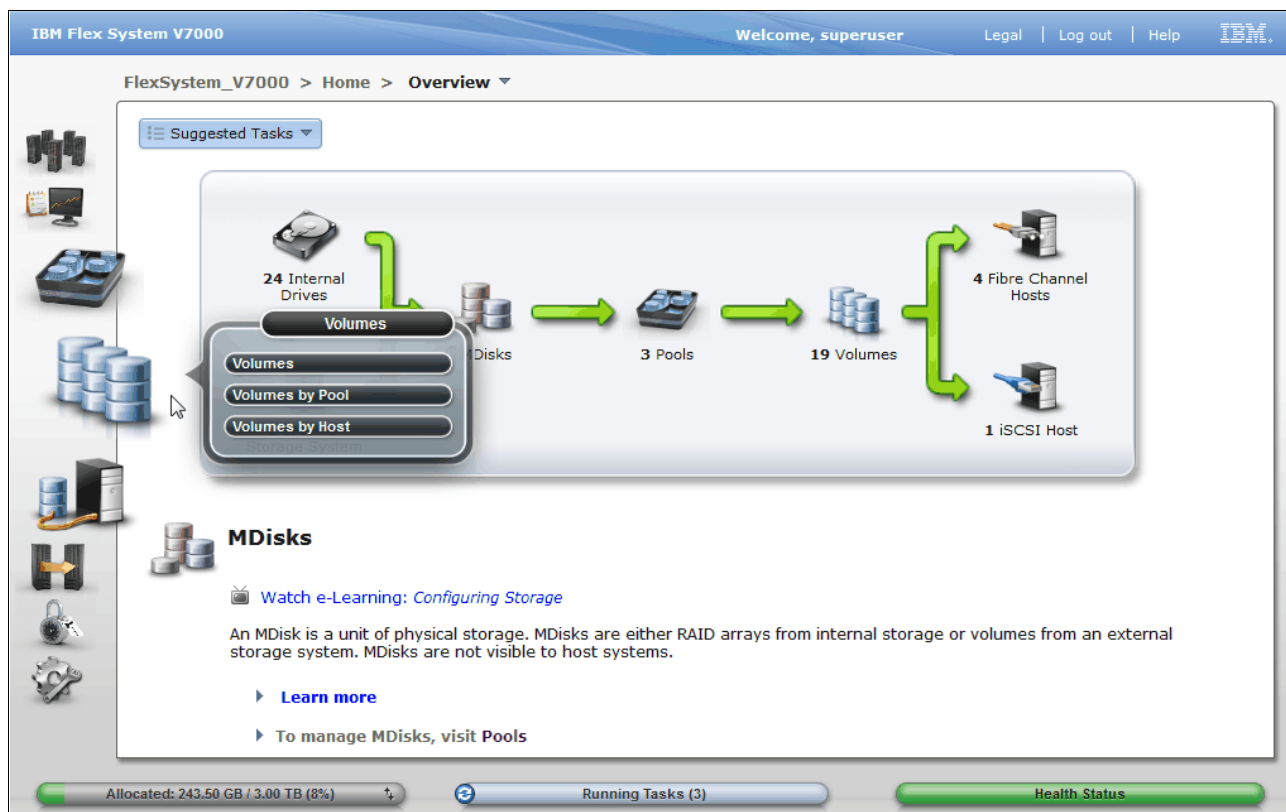 IBM Flex System V7000
Welcome, superuser
Legal | Log out | Help
IBM.
FlexSystem_V7000 > Home > Overview
Suggested Tasks
24 Internal
Drives
MDisks
3 Pools
19 Volumes
4 Fibre Channel
Hosts
1 iSCSI Host
Volumes
Volumes
Volumes by Pool
Volumes by Host
Storage System
MDisks
Watch e-Learning: Configuring Storage
An MDisk is a unit of physical storage. MDisks are either RAID arrays from internal storage or volumes from an external
storage system. MDisks are not visible to host systems.
Learn more
To manage MDisks, visit Pools
Allocated: 243.50 GB / 3.00 TB (8%)
Running Tasks (3)
Health Status